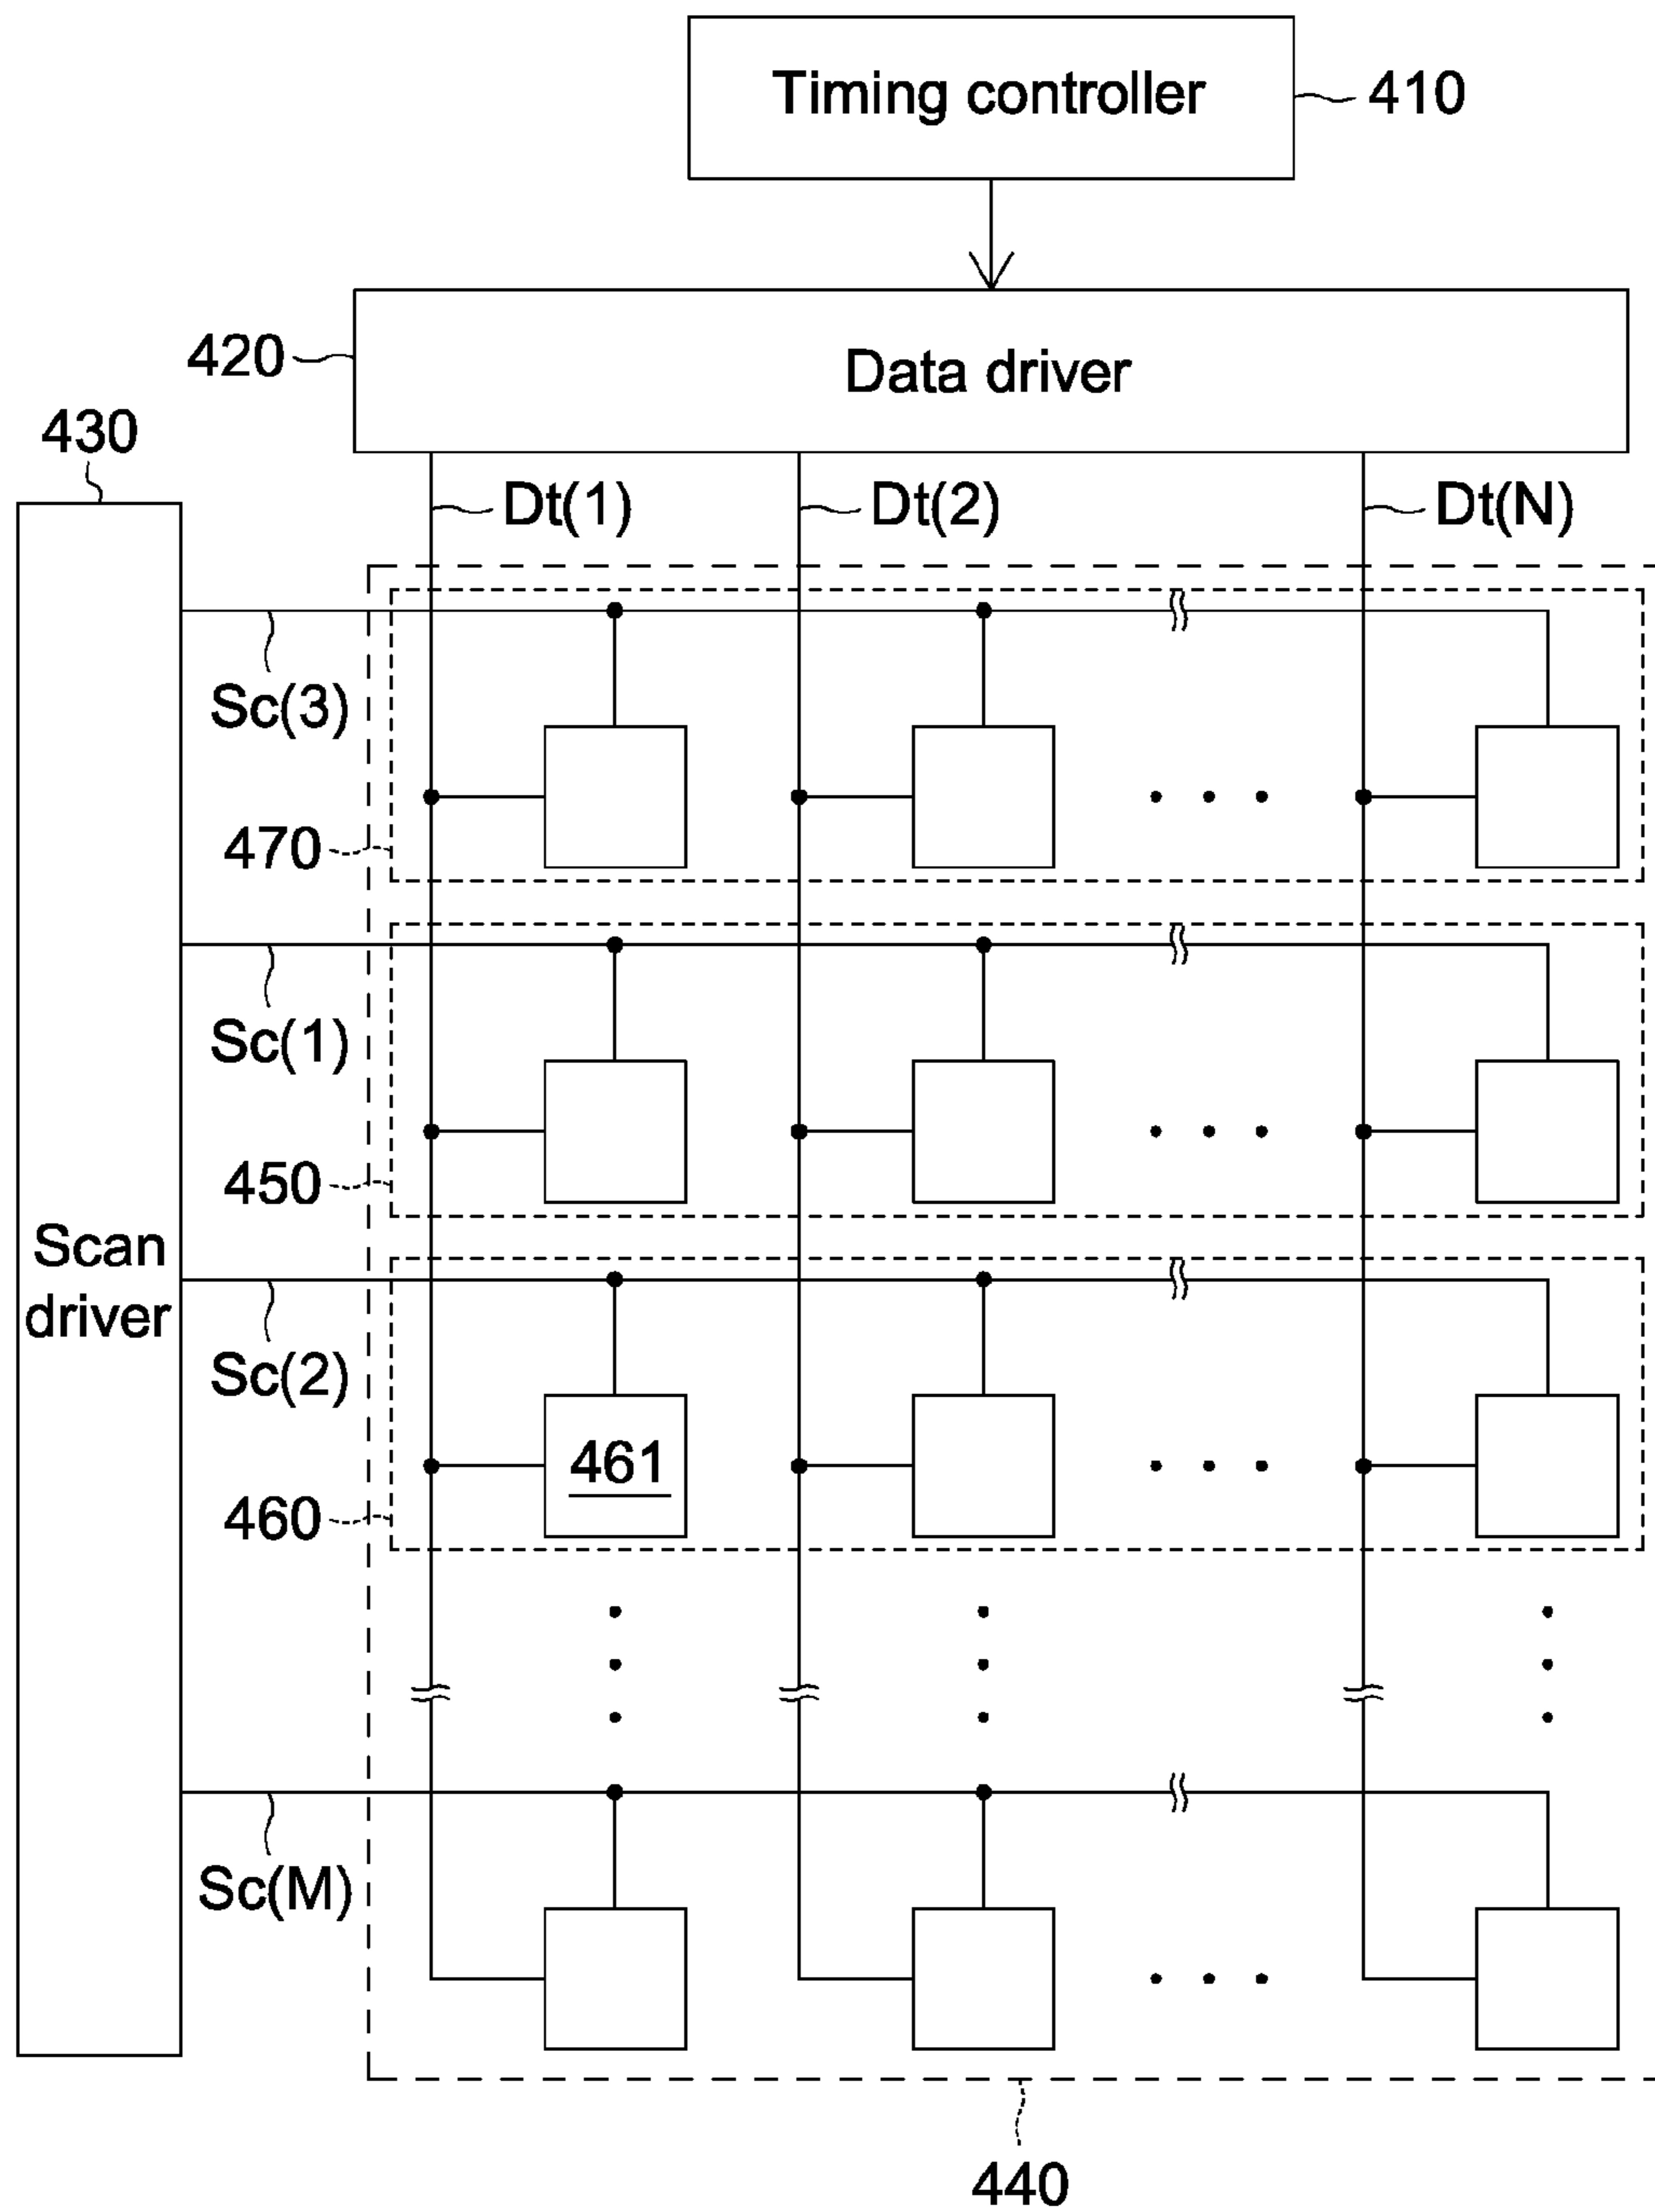 Timing controller
410
420
Data driver
430
Dt(1)
Dt(2)
Dt(N)
Sc(3)
470
Sc(1)
450
Scan
driver
Sc(2)
461
460
Sc(M)
440